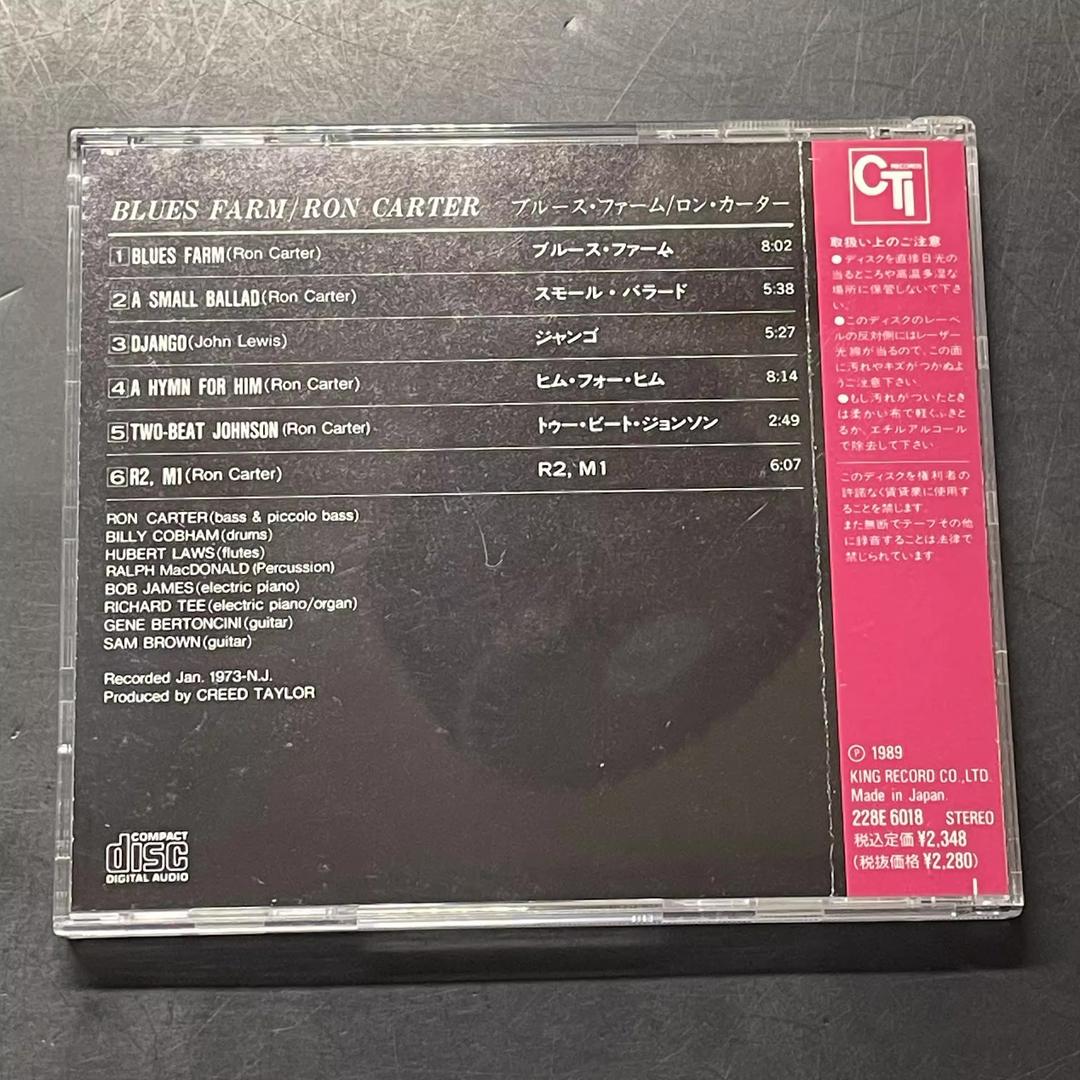 BLUES FARM/RON CARTER ブルース・ファーム/ロン・カーター
1 BLUES FARM (Ron Carter) ブルース・ファーム 8:02
2 A SMALL BALLAD (Ron Carter) スモール・バラード 5:38
3 DJANGO (John Lewis) ジャンゴ 5:27
4 A HYMN FOR HIM (Ron Carter) ヒム・フォー・ヒム 8:14
5 TWO-BEAT JOHNSON (Ron Carter) トゥー・ビート・ジョンソン 2:49
6 R2, M1 (Ron Carter) R2, M1 6:07
RON CARTER (bass & piccolo bass)
BILLY COBHAM (drums)
HUBERT LAWS (flutes)
RALPH MacDONALD (Percussion)
BOB JAMES (electric piano)
RICHARD TEE (electric piano/organ)
GENE BERTONCINI (guitar)
SAM BROWN (guitar)
Recorded Jan. 1973-N.J.
Produced by CREED TAYLOR
COMPACT
disc
DIGITAL AUDIO
CTI RECORDS
取扱い上のご注意
●ディスクを直接日光の
当るところや高温多湿な
場所に保管しないで下さ
い。
●このディスクのレーベ
ルの反対側にはレーザー
光線が当るので、この面
に汚れやキズがつかぬよ
うご注意下さい。
●もし汚れがついたとき
は柔かい布で軽くふきと
るか、エチルアルコール
で除去して下さい。
このディスクを権利者の
許諾なく賃貸業に使用す
ることを禁じます。
また無断でテープその他
に録音することは法律で
禁じられています。
Ⓟ 1989
KING RECORD CO.,LTD.
Made in Japan.
228E 6018 STEREO
税込定価 ¥2,348
(税抜価格 ¥2,280)